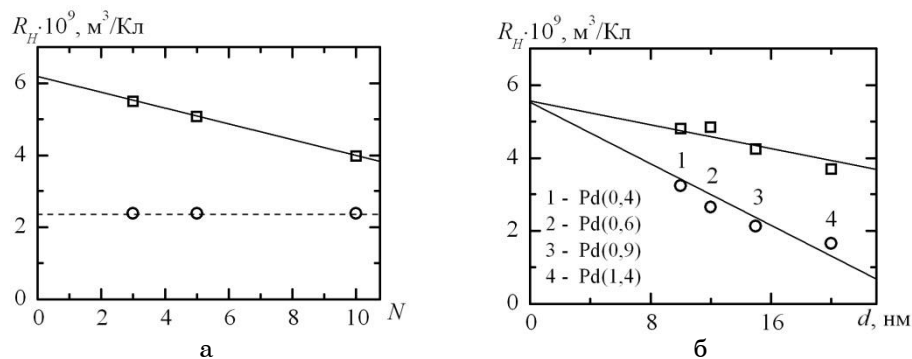 R_H·10⁹, м³/Кл
6
4
2
0
0 2 4 6 8 10 N
а
R_H·10⁹, м³/Кл
6
4
2
0
1
2
3
4
1 - Pd(0,4)
2 - Pd(0,6)
3 - Pd(0,9)
4 - Pd(1,4)
0 8 16 d, нм
б